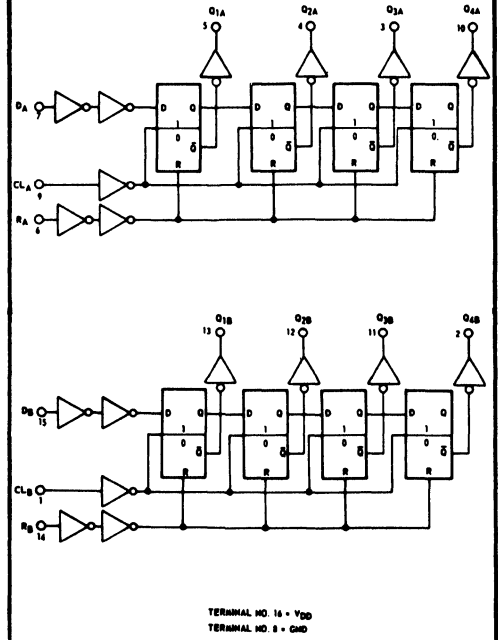 Q1A Q2A Q3A Q4A
5 4 3 10
DA 7 D Q D Q D Q D
1 1 1 1
0 0 0 0.
Q̅ Q̅ Q̅ Q̅
R R R R
CLA 9
RA 6
Q1B Q2B Q3B Q4B
13 12 11 2
DB 15 D Q D Q D Q D
1 1 1 1
0 0 0 0
Q̅ Q̅ Q̅ Q̅
R R R R
CLB 1
RB 14
TERMINAL NO. 16 = VDD
TERMINAL NO. 8 = GND